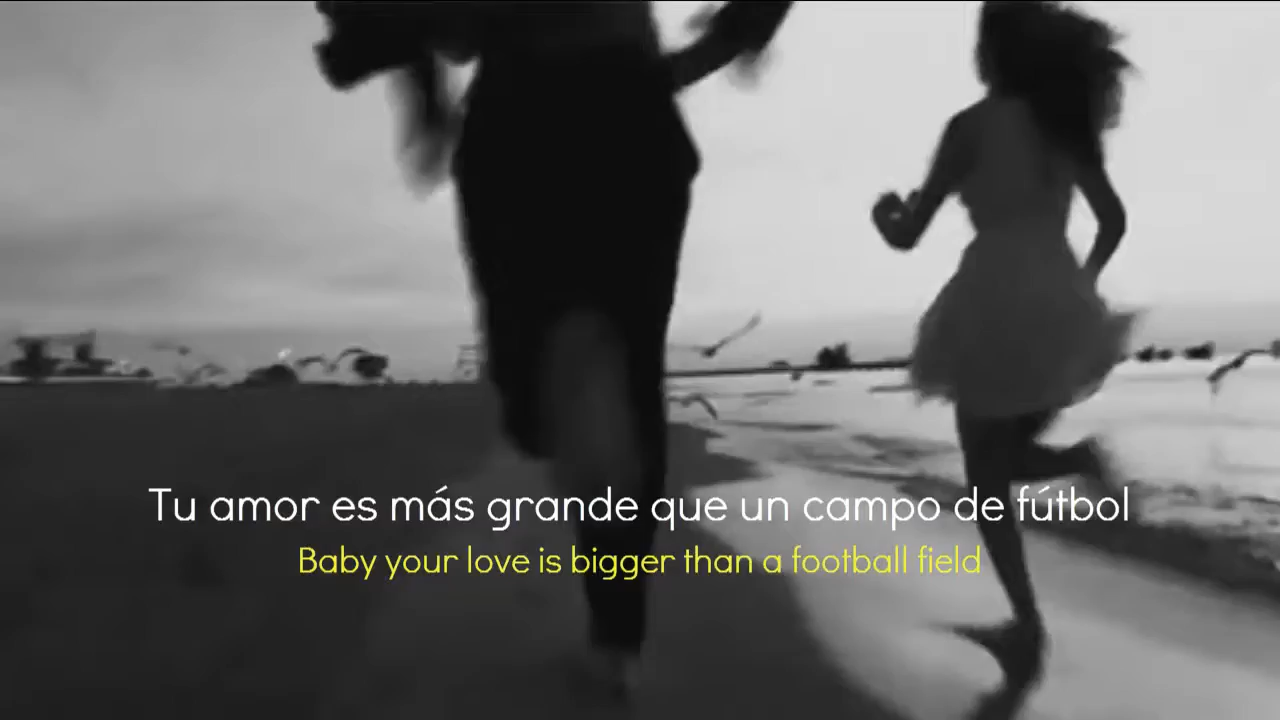 Tu amor es más grande que un campo de fútbol
Baby your love is bigger than a football field